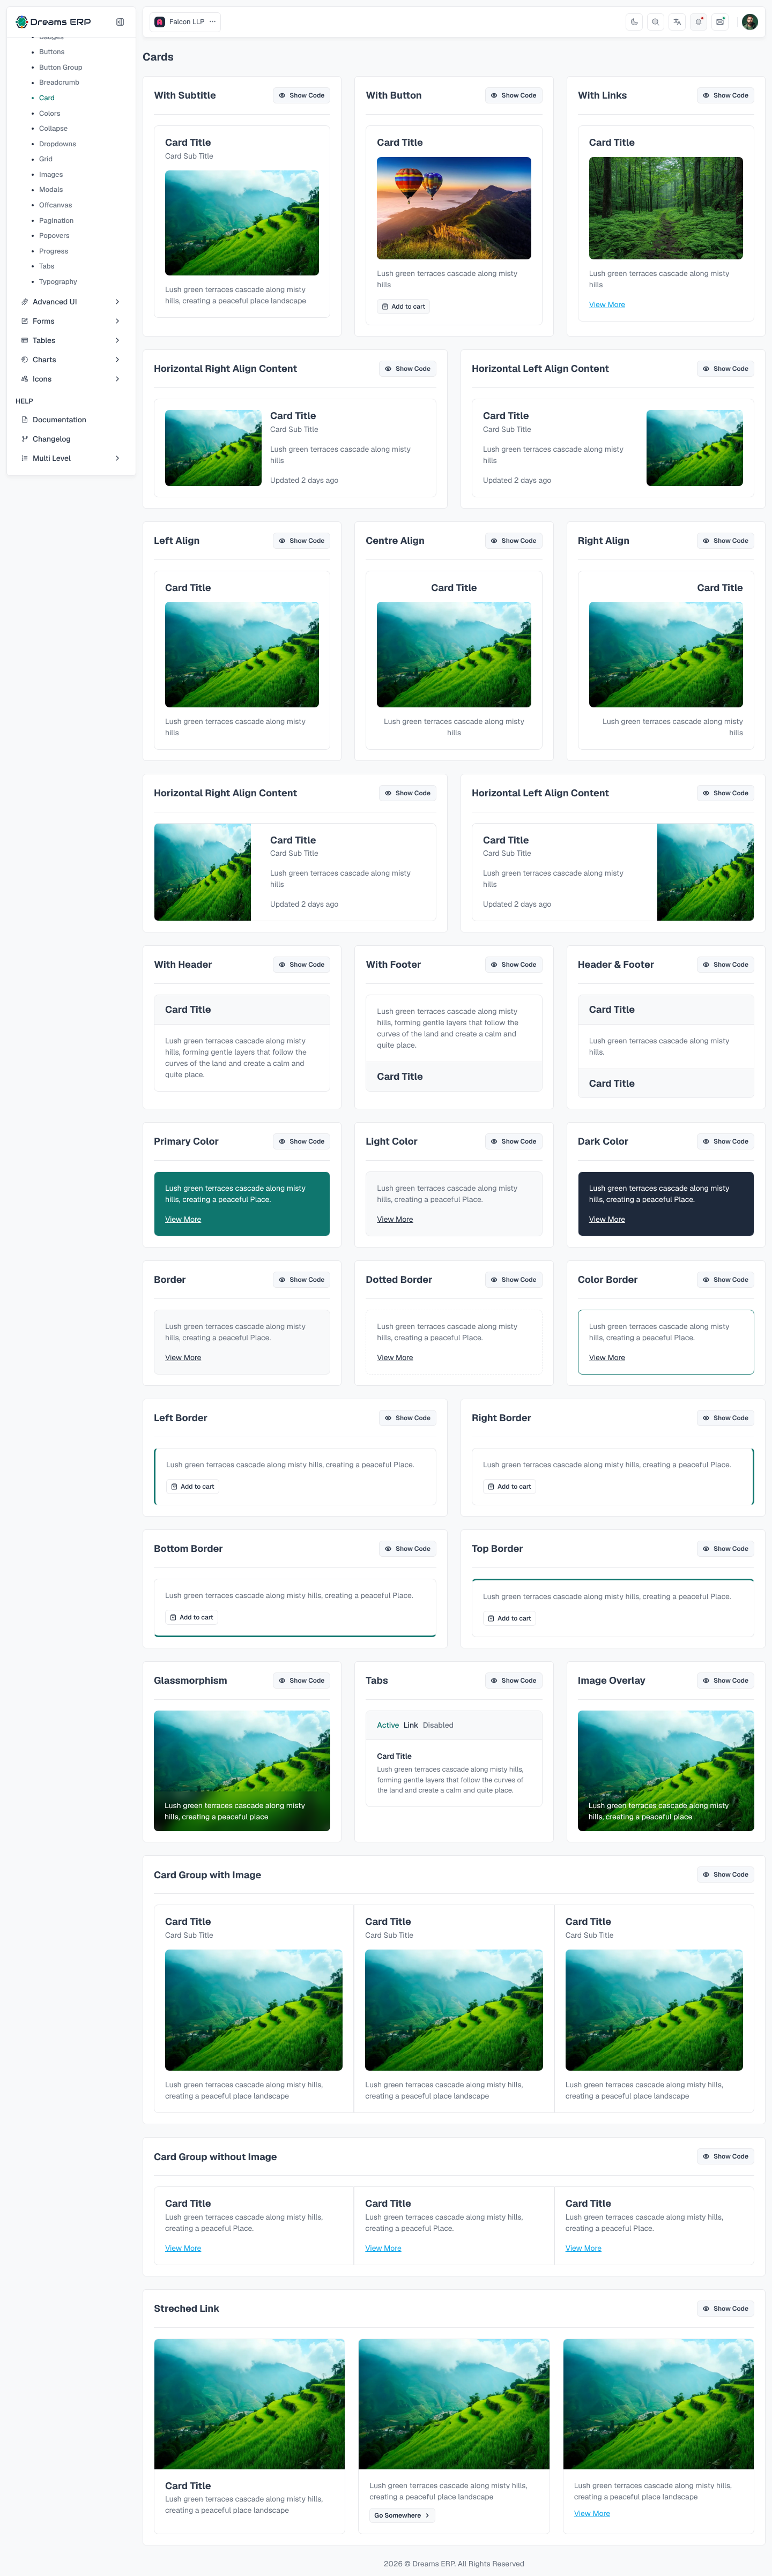 Dreams ERP
Badges
Buttons
Button Group
Breadcrumb
Card
Colors
Collapse
Dropdowns
Grid
Images
Modals
Offcanvas
Pagination
Popovers
Progress
Tabs
Typography
Advanced UI
Forms
Tables
Charts
Icons
HELP
Documentation
Changelog
Multi Level
Falcon LLP
Cards
With Subtitle
Show Code
Card Title
Card Sub Title
Lush green terraces cascade along misty
hills, creating a peaceful place landscape
With Button
Show Code
Card Title
Lush green terraces cascade along misty
hills
Add to cart
With Links
Show Code
Card Title
Lush green terraces cascade along misty
hills
View More
Horizontal Right Align Content
Show Code
Card Title
Card Sub Title
Lush green terraces cascade along misty
hills
Updated 2 days ago
Horizontal Left Align Content
Show Code
Card Title
Card Sub Title
Lush green terraces cascade along misty
hills
Updated 2 days ago
Left Align
Show Code
Card Title
Lush green terraces cascade along misty
hills
Centre Align
Show Code
Card Title
Lush green terraces cascade along misty
hills
Right Align
Show Code
Card Title
Lush green terraces cascade along misty
hills
Horizontal Right Align Content
Show Code
Card Title
Card Sub Title
Lush green terraces cascade along misty
hills
Updated 2 days ago
Horizontal Left Align Content
Show Code
Card Title
Card Sub Title
Lush green terraces cascade along misty
hills
Updated 2 days ago
With Header
Show Code
Card Title
Lush green terraces cascade along misty
hills, forming gentle layers that follow the
curves of the land and create a calm and
quite place.
With Footer
Show Code
Lush green terraces cascade along misty
hills, forming gentle layers that follow the
curves of the land and create a calm and
quite place.
Card Title
Header & Footer
Show Code
Card Title
Lush green terraces cascade along misty
hills.
Card Title
Primary Color
Show Code
Lush green terraces cascade along misty
hills, creating a peaceful Place.
View More
Light Color
Show Code
Lush green terraces cascade along misty
hills, creating a peaceful Place.
View More
Dark Color
Show Code
Lush green terraces cascade along misty
hills, creating a peaceful Place.
View More
Border
Show Code
Lush green terraces cascade along misty
hills, creating a peaceful Place.
View More
Dotted Border
Show Code
Lush green terraces cascade along misty
hills, creating a peaceful Place.
View More
Color Border
Show Code
Lush green terraces cascade along misty
hills, creating a peaceful Place.
View More
Left Border
Show Code
Lush green terraces cascade along misty hills, creating a peaceful Place.
Add to cart
Right Border
Show Code
Lush green terraces cascade along misty hills, creating a peaceful Place.
Add to cart
Bottom Border
Show Code
Lush green terraces cascade along misty hills, creating a peaceful Place.
Add to cart
Top Border
Show Code
Lush green terraces cascade along misty hills, creating a peaceful Place.
Add to cart
Glassmorphism
Show Code
Lush green terraces cascade along misty
hills, creating a peaceful place
Tabs
Show Code
Active Link Disabled
Card Title
Lush green terraces cascade along misty hills,
forming gentle layers that follow the curves of
the land and create a calm and quite place.
Image Overlay
Show Code
Lush green terraces cascade along misty
hills, creating a peaceful place
Card Group with Image
Show Code
Card Title
Card Sub Title
Lush green terraces cascade along misty hills,
creating a peaceful place landscape
Card Title
Card Sub Title
Lush green terraces cascade along misty hills,
creating a peaceful place landscape
Card Title
Card Sub Title
Lush green terraces cascade along misty hills,
creating a peaceful place landscape
Card Group without Image
Show Code
Card Title
Lush green terraces cascade along misty hills,
creating a peaceful Place.
View More
Card Title
Lush green terraces cascade along misty hills,
creating a peaceful Place.
View More
Card Title
Lush green terraces cascade along misty hills,
creating a peaceful Place.
View More
Streched Link
Show Code
Card Title
Lush green terraces cascade along misty hills,
creating a peaceful place landscape
Lush green terraces cascade along misty hills,
creating a peaceful place landscape
Go Somewhere
Lush green terraces cascade along misty hills,
creating a peaceful place landscape
View More
2026 © Dreams ERP. All Rights Reserved